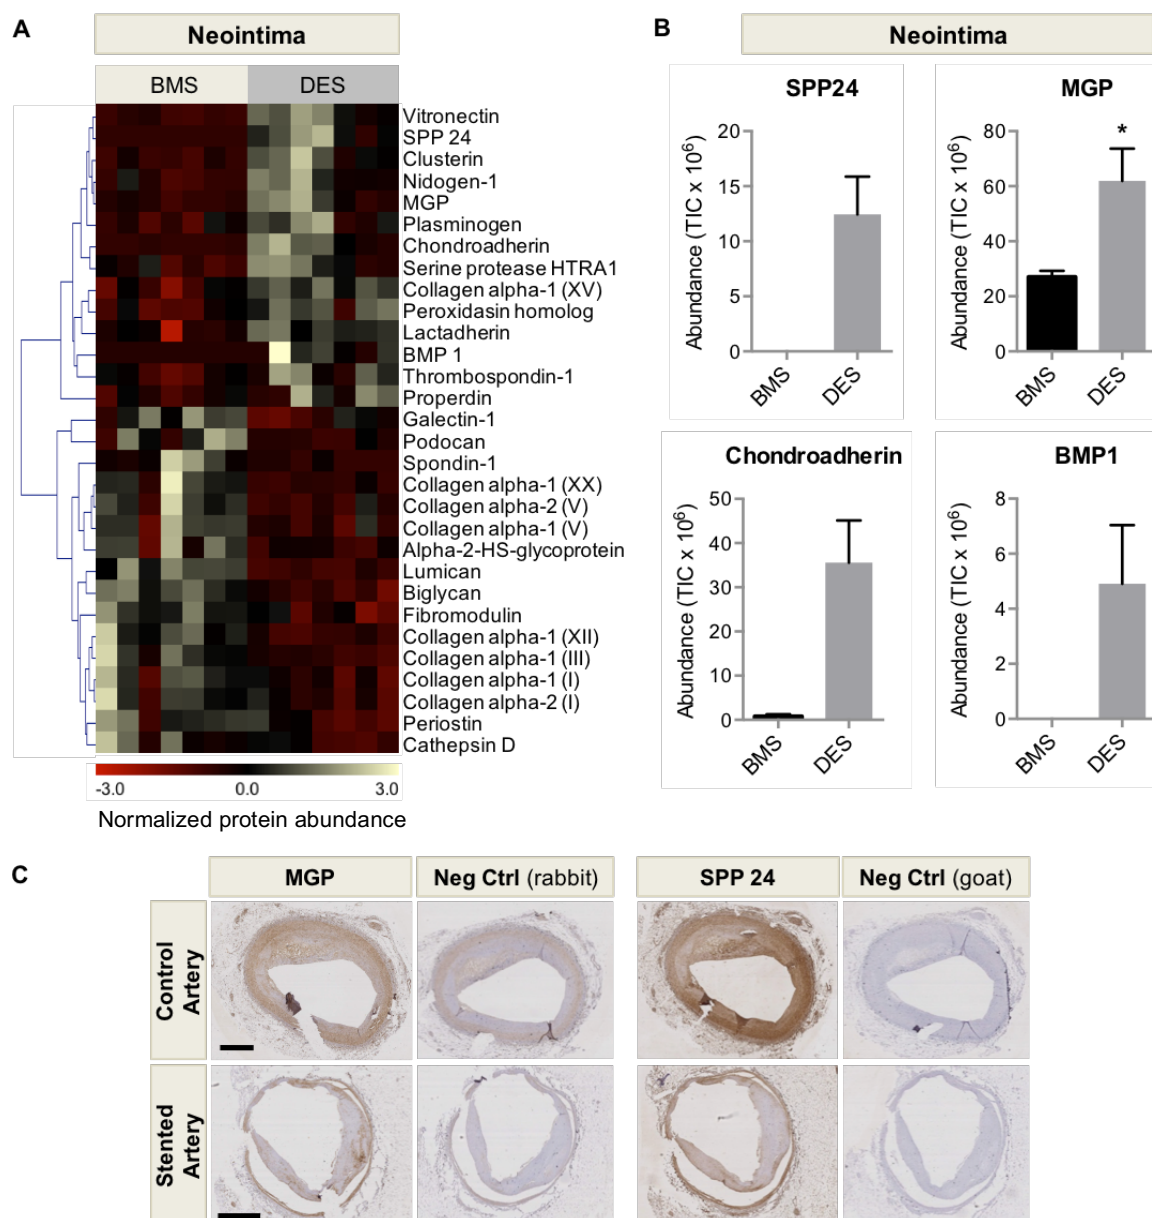 A
Neointima
BMS DES
Vitronectin
SPP 24
Clusterin
Nidogen-1
MGP
Plasminogen
Chondroadherin
Serine protease HTRA1
Collagen alpha-1 (XV)
Peroxidasin homolog
Lactadherin
BMP 1
Thrombospondin-1
Properdin
Galectin-1
Podocan
Spondin-1
Collagen alpha-1 (XX)
Collagen alpha-2 (V)
Collagen alpha-1 (V)
Alpha-2-HS-glycoprotein
Lumican
Biglycan
Fibromodulin
Collagen alpha-1 (XII)
Collagen alpha-1 (III)
Collagen alpha-1 (I)
Collagen alpha-2 (I)
Periostin
Cathepsin D
-3.0 0.0 3.0
Normalized protein abundance
B
Neointima
SPP24
Abundance (TIC x 10⁶)
20
15
10
5
0
BMS DES
MGP
Abundance (TIC x 10⁶)
80
60
40
20
0
*
BMS DES
Chondroadherin
Abundance (TIC x 10⁶)
50
40
30
20
10
0
BMS DES
BMP1
Abundance (TIC x 10⁶)
8
6
4
2
0
BMS DES
C
MGP Neg Ctrl (rabbit) SPP 24 Neg Ctrl (goat)
Control
Artery
Stented
Artery